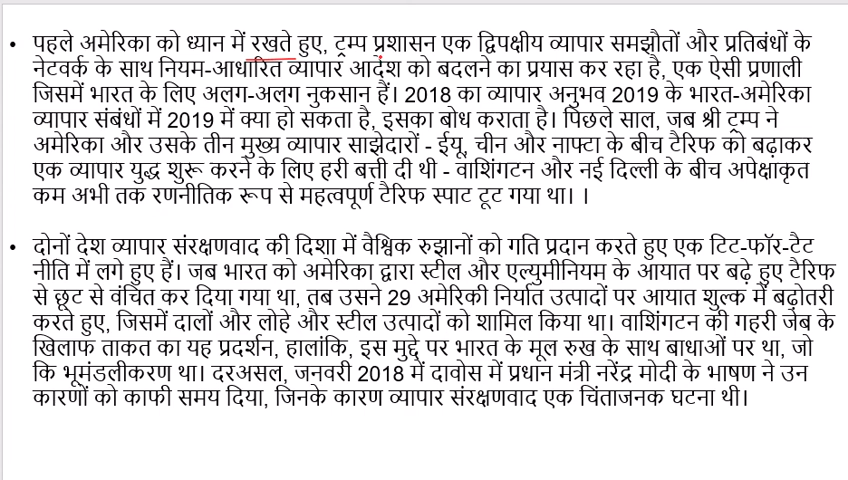 • पहले अमेरिका को ध्यान में रखते हुए, ट्रम्प प्रशासन एक द्विपक्षीय व्यापार समझौतों और प्रतिबंधों के
नेटवर्क के साथ नियम-आधारित व्यापार आदेश को बदलने का प्रयास कर रहा है, एक ऐसी प्रणाली
जिसमें भारत के लिए अलग-अलग नुकसान हैं। 2018 का व्यापार अनुभव 2019 के भारत-अमेरिका
व्यापार संबंधों में 2019 में क्या हो सकता है, इसका बोध कराता है। पिछले साल, जब श्री ट्रम्प ने
अमेरिका और उसके तीन मुख्य व्यापार साझेदारों - ईयू, चीन और नाफ्टा के बीच टैरिफ को बढ़ाकर
एक व्यापार युद्ध शुरू करने के लिए हरी बत्ती दी थी - वाशिंगटन और नई दिल्ली के बीच अपेक्षाकृत
कम अभी तक रणनीतिक रूप से महत्वपूर्ण टैरिफ स्पाट टूट गया था। ।
• दोनों देश व्यापार संरक्षणवाद की दिशा में वैश्विक रुझानों को गति प्रदान करते हुए एक टिट-फॉर-टैट
नीति में लगे हुए हैं। जब भारत को अमेरिका द्वारा स्टील और एल्युमीनियम के आयात पर बढ़े हुए टैरिफ
से छूट से वंचित कर दिया गया था, तब उसने 29 अमेरिकी निर्यात उत्पादों पर आयात शुल्क में बढ़ोतरी
करते हुए, जिसमें दालों और लोहे और स्टील उत्पादों को शामिल किया था। वाशिंगटन की गहरी जेब के
खिलाफ ताकत का यह प्रदर्शन, हालांकि, इस मुद्दे पर भारत के मूल रुख के साथ बाधाओं पर था, जो
कि भूमंडलीकरण था। दरअसल, जनवरी 2018 में दावोस में प्रधान मंत्री नरेंद्र मोदी के भाषण ने उन
कारणों को काफी समय दिया, जिनके कारण व्यापार संरक्षणवाद एक चिंताजनक घटना थी।